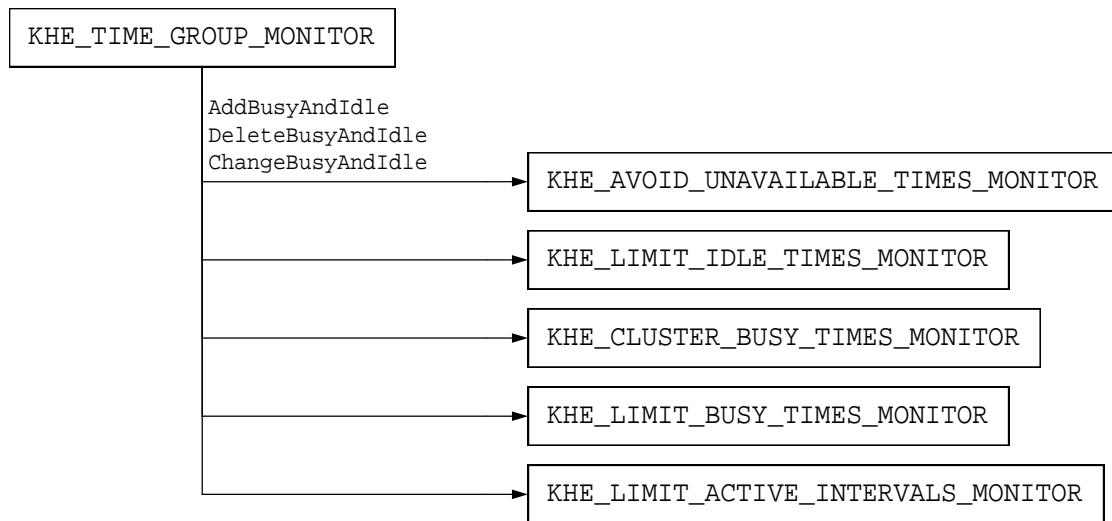 KHE_TIME_GROUP_MONITOR
AddBusyAndIdle
DeleteBusyAndIdle
ChangeBusyAndIdle
KHE_AVOID_UNAVAILABLE_TIMES_MONITOR
KHE_LIMIT_IDLE_TIMES_MONITOR
KHE_CLUSTER_BUSY_TIMES_MONITOR
KHE_LIMIT_BUSY_TIMES_MONITOR
KHE_LIMIT_ACTIVE_INTERVALS_MONITOR